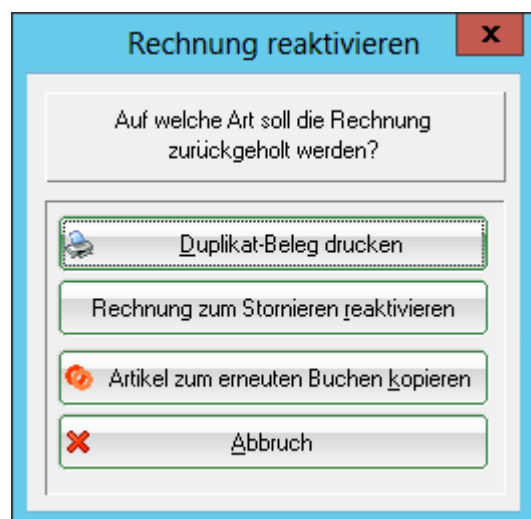 Rechnung reaktivieren
x
Auf welche Art soll die Rechnung
zurückgeholt werden?
Duplikat-Beleg drucken
Rechnung zum Stornieren reaktivieren
Artikel zum erneuten Buchen kopieren
Abbruch